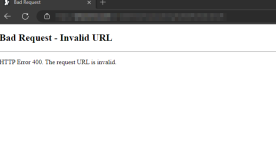 Bad Request
Bad Request - Invalid URL
HTTP Error 400. The request URL is invalid.